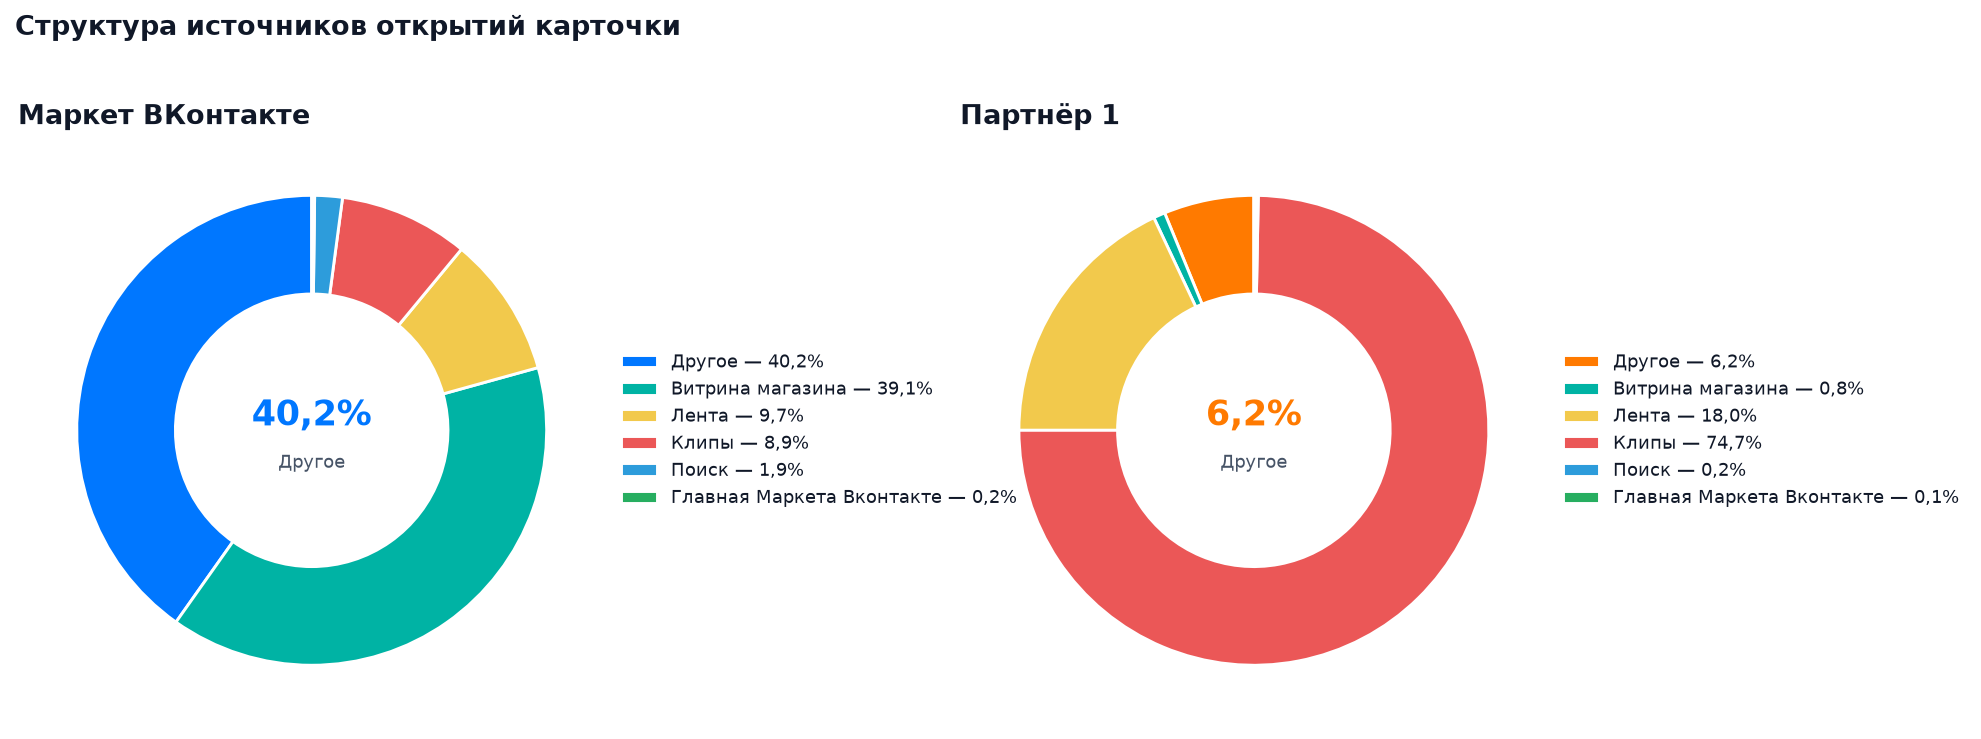 Структура источников открытий карточки
Маркет ВКонтакте
40,2%
Другое
Другое — 40,2%
Витрина магазина — 39,1%
Лента — 9,7%
Клипы — 8,9%
Поиск — 1,9%
Главная Маркета Вконтакте — 0,2%
Партнёр 1
6,2%
Другое
Другое — 6,2%
Витрина магазина — 0,8%
Лента — 18,0%
Клипы — 74,7%
Поиск — 0,2%
Главная Маркета Вконтакте — 0,1%